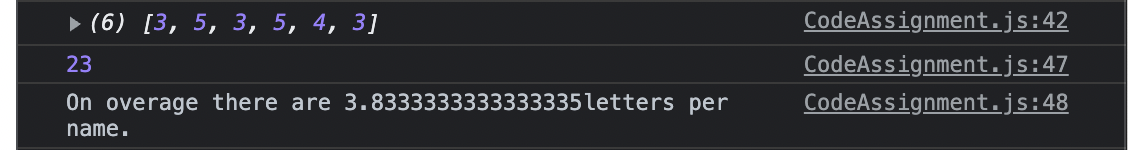 ▶ (6) [3, 5, 3, 5, 4, 3] CodeAssignment.js:42
23 CodeAssignment.js:47
On overage there are 3.8333333333333335letters per CodeAssignment.js:48
name.